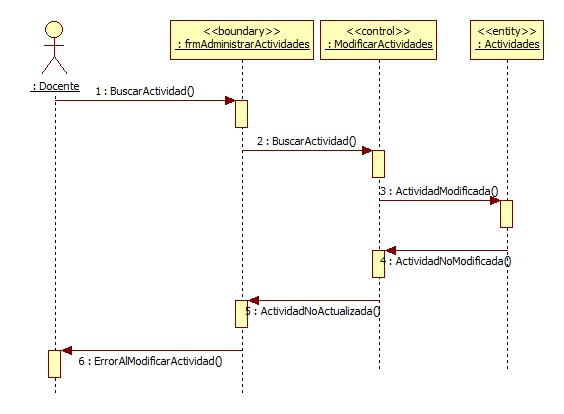 <<boundary>>
: frmAdministrarActividades
<<control>>
: ModificarActividades
<<entity>>
: Actividades
: Docente
1 : BuscarActividad()
2 : BuscarActividad()
3 : ActividadModificada()
4 : ActividadNoModificada()
5 : ActividadNoActualizada()
6 : ErrorAlModificarActividad()